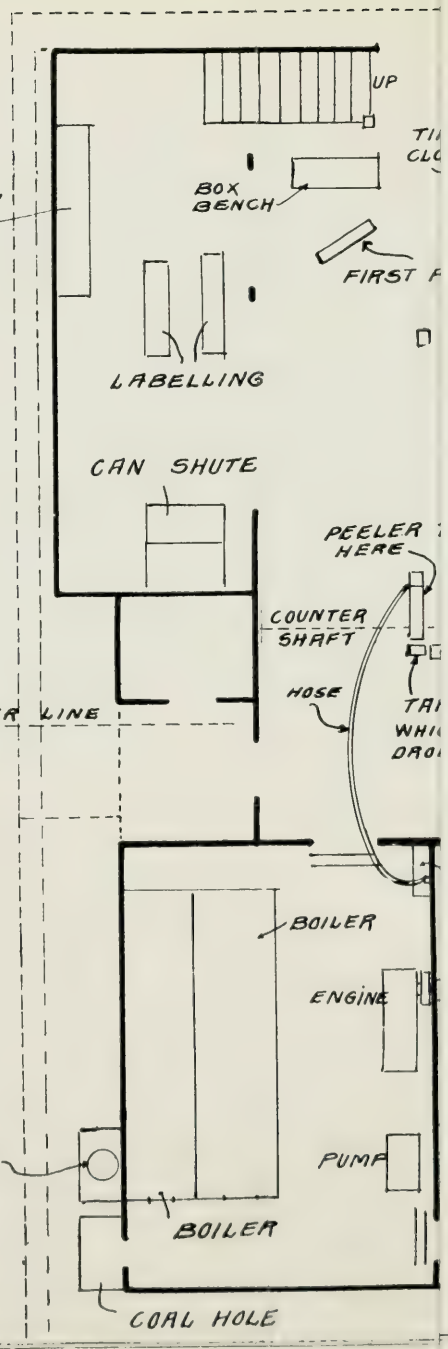 UP
BOX
BENCH
FIRST
LABELLING
CAN SHUTE
PEELER
HERE
COUNTER
SHAFT
HOSE
LINE
BOILER
ENGINE
PUMP
BOILER
COAL HOLE